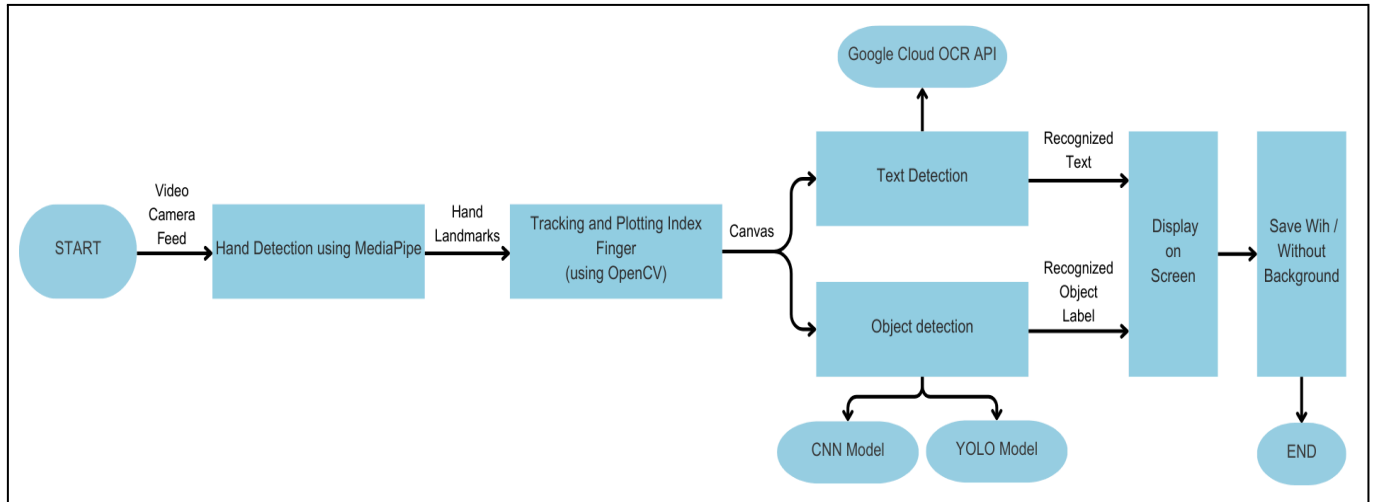 Google Cloud OCR API
START
Video
Camera
Feed
Hand Detection using MediaPipe
Hand
Landmarks
Tracking and Plotting Index
Finger
(using OpenCV)
Canvas
Text Detection
Recognized
Text
Object detection
Recognized
Object
Label
CNN Model
YOLO Model
Display
on
Screen
Save Wih /
Without
Background
END